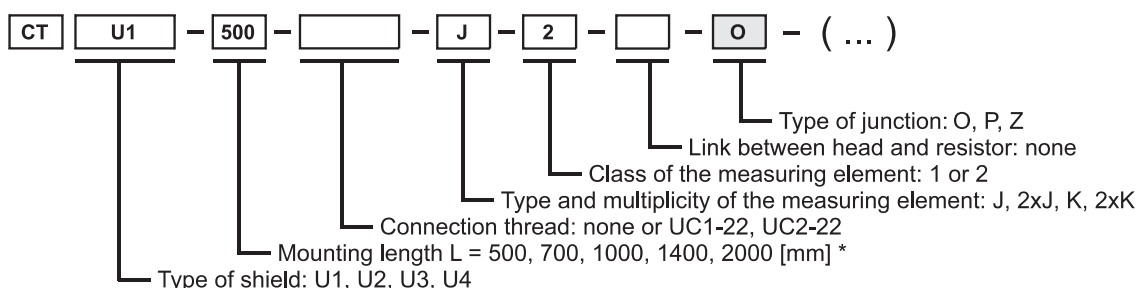 CT U1 - 500 - - J - 2 - - O - (...)
Type of junction: O, P, Z
Link between head and resistor: none
Class of the measuring element: 1 or 2
Type and multiplicity of the measuring element: J, 2xJ, K, 2xK
Connection thread: none or UC1-22, UC2-22
Mounting length L = 500, 700, 1000, 1400, 2000 [mm] *
Type of shield: U1, U2, U3, U4